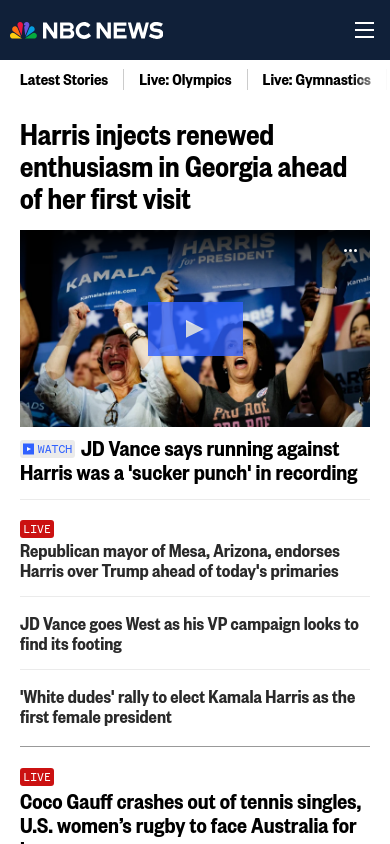 NBC NEWS
Latest Stories
Live: Olympics
Live: Gymnastics
Harris injects renewed
enthusiasm in Georgia ahead
of her first visit
HARRIS
for PRESIDENT
KAMALA
kamalaharris.com
KAMALA
PRO ROE
PRO ROE
ADS
WATCH JD Vance says running against
Harris was a 'sucker punch' in recording
LIVE
Republican mayor of Mesa, Arizona, endorses
Harris over Trump ahead of today's primaries
JD Vance goes West as his VP campaign looks to
find its footing
'White dudes' rally to elect Kamala Harris as the
first female president
LIVE
Coco Gauff crashes out of tennis singles,
U.S. women’s rugby to face Australia for